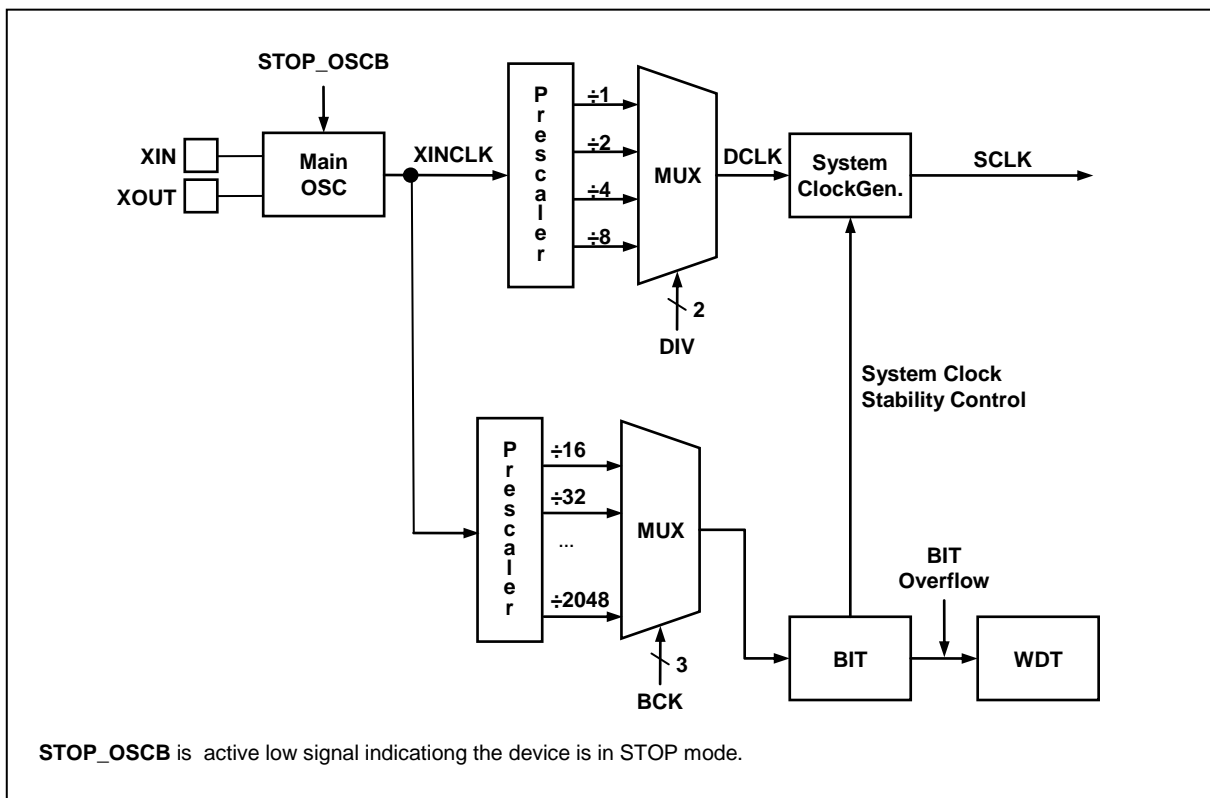 STOP_OSCB
XIN
XOUT
Main
OSC
XINCLK
Prescaler
÷1
÷2
÷4
÷8
MUX
2
DIV
DCLK
System
ClockGen.
SCLK
System Clock
Stability Control
Prescaler
÷16
÷32
...
÷2048
MUX
3
BCK
BIT
BIT
Overflow
WDT
STOP_OSCB is active low signal indicationg the device is in STOP mode.